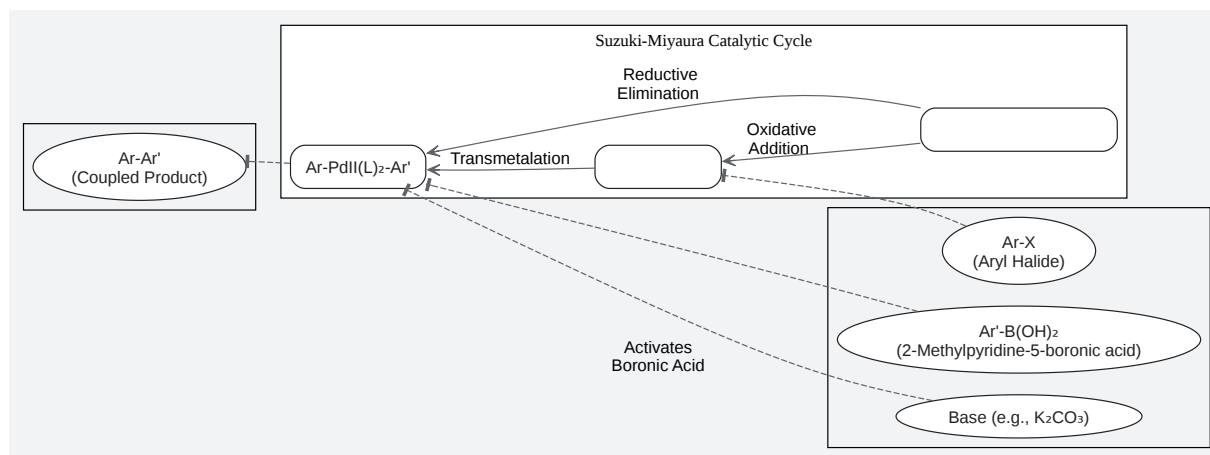 Suzuki-Miyaura Catalytic Cycle
Reductive
Elimination
Oxidative
Addition
Transmetalation
Ar-Ar'
(Coupled Product)
Ar-PdII(L)₂-Ar'
Ar-X
(Aryl Halide)
Ar'-B(OH)₂
(2-Methylpyridine-5-boronic acid)
Activates
Boronic Acid
Base (e.g., K₂CO₃)